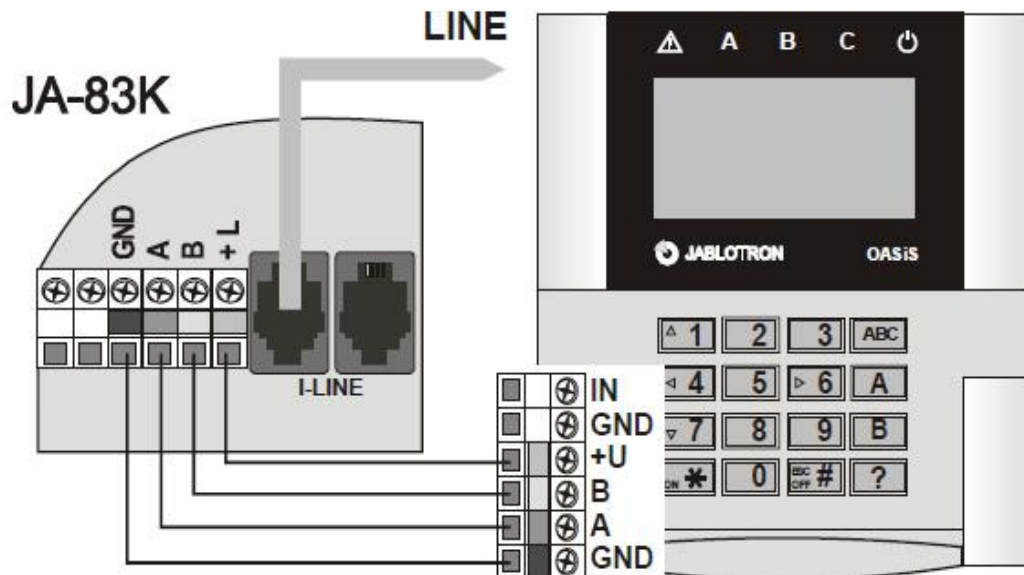 LINE
JA-83K
A B C
GND A B + L
JABLOTRON OASiS
I-LINE
1 2 3 ABC
4 5 6 A
7 8 9 B
ON * 0 ESC OFF # ?
IN
GND
+U
B
A
GND